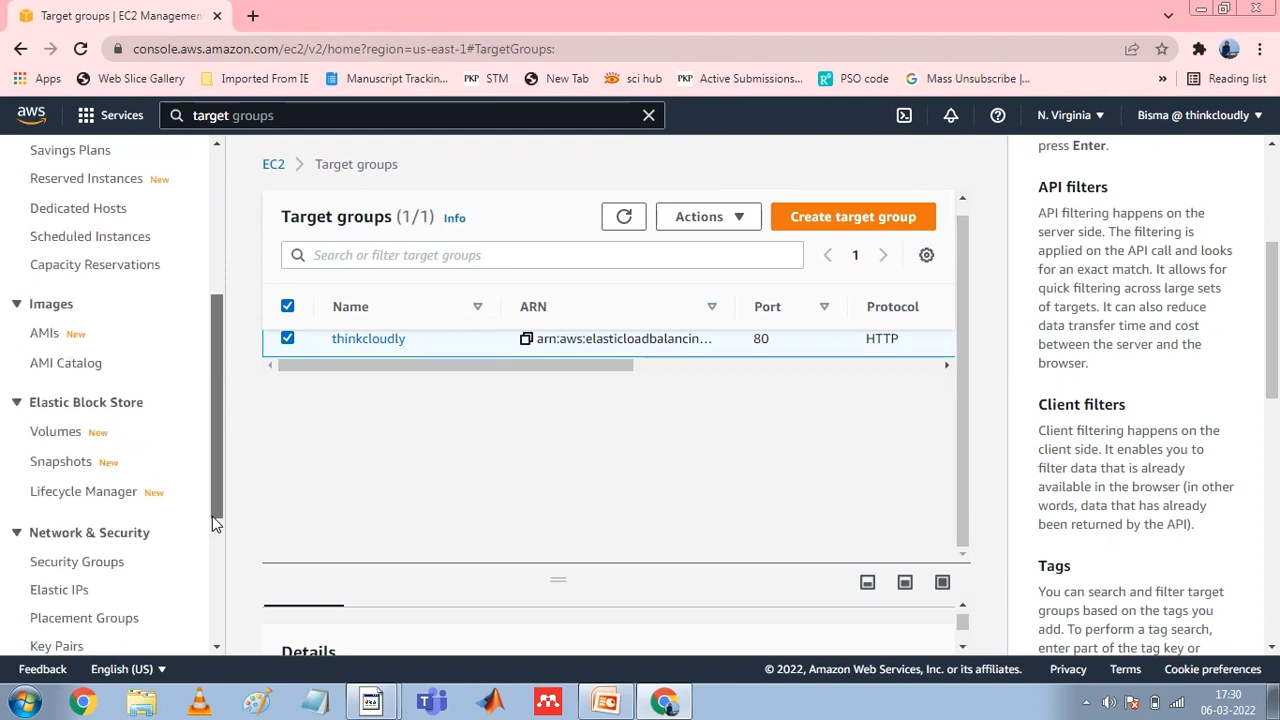 Target groups | EC2 Management
console.aws.amazon.com/ec2/v2/home?region=us-east-1#TargetGroups:
Apps
Web Slice Gallery
Imported From IE
Manuscript Trackin...
PKP STM
New Tab
sci hub
PKP Active Submissions...
PSO code
Mass Unsubscribe |...
»
Reading list
aws
Services
target groups
N. Virginia
Bisma @ thinkcloudly
Savings Plans
Reserved Instances New
Dedicated Hosts
Scheduled Instances
Capacity Reservations
Images
AMIs New
AMI Catalog
Elastic Block Store
Volumes New
Snapshots New
Lifecycle Manager New
Network & Security
Security Groups
Elastic IPs
Placement Groups
Key Pairs
EC2 > Target groups
Target groups (1/1) Info
Actions
Create target group
Search or filter target groups
1
Name
ARN
Port
Protocol
thinkcloudly
arn:aws:elasticloadbalancin...
80
HTTP
Details
press Enter.
API filters
API filtering happens on the
server side. The filtering is
applied on the API call and looks
for an exact match. It allows for
quick filtering across large sets
of targets. It can also reduce
data transfer time and cost
between the server and the
browser.
Client filters
Client filtering happens on the
client side. It enables you to
filter data that is already
available in the browser (in other
words, data that has already
been returned by the API).
Tags
You can search and filter target
groups based on the tags you
add. To perform a tag search,
enter part of the tag key or
Feedback
English (US)
© 2022, Amazon Web Services, Inc. or its affiliates.
Privacy
Terms
Cookie preferences
17:30
06-03-2022